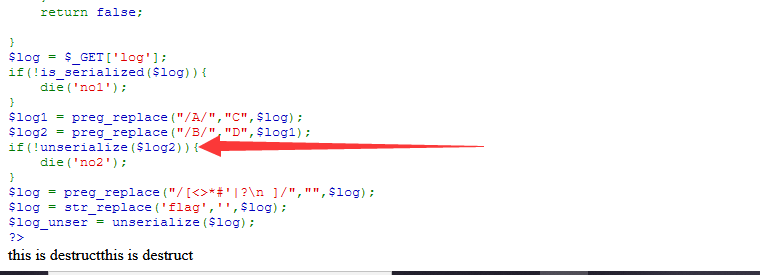 return false;
}
$log = $_GET['log'];
if(!is_serialized($log)){
die('no1');
}
$log1 = preg_replace("/A/","C",$log);
$log2 = preg_replace("/B/","D",$log1);
if(!unserialize($log2)){
die('no2');
}
$log = preg_replace("/[<>*#'|?\n ]/","",$log);
$log = str_replace('flag','',$log);
$log_unser = unserialize($log);
?>
this is destructthis is destruct